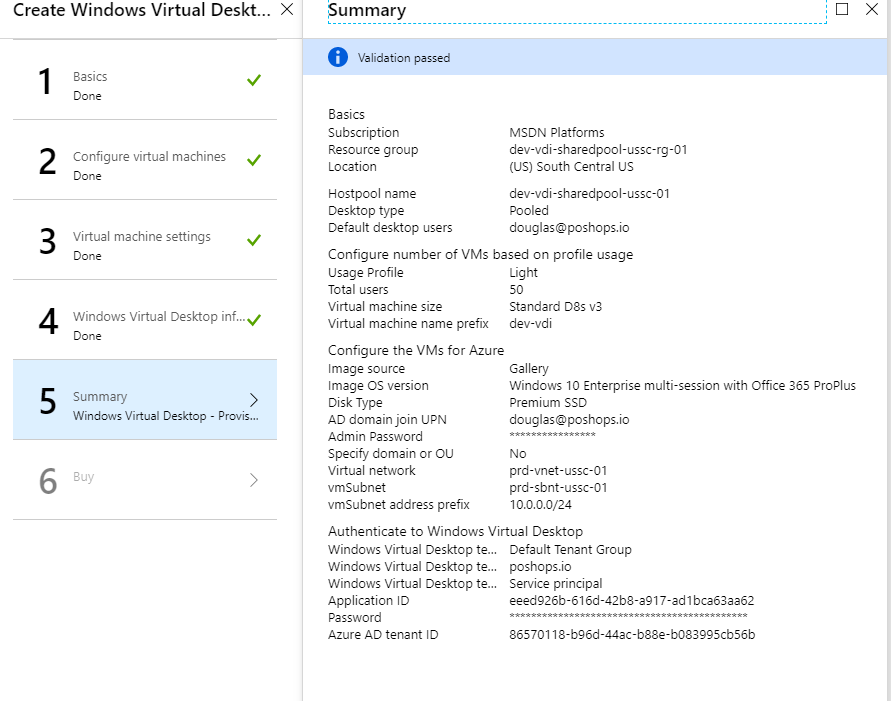 Create Windows Virtual Deskt...
1
Basics
Done
2
Configure virtual machines
Done
3
Virtual machine settings
Done
4
Windows Virtual Desktop inf...
Done
5
Summary
Windows Virtual Desktop - Provis...
6
Buy
Summary
Validation passed
Basics
Subscription MSDN Platforms
Resource group dev-vdi-sharedpool-ussc-rg-01
Location (US) South Central US
Hostpool name dev-vdi-sharedpool-ussc-01
Desktop type Pooled
Default desktop users douglas@poshops.io
Configure number of VMs based on profile usage
Usage Profile Light
Total users 50
Virtual machine size Standard D8s v3
Virtual machine name prefix dev-vdi
Configure the VMs for Azure
Image source Gallery
Image OS version Windows 10 Enterprise multi-session with Office 365 ProPlus
Disk Type Premium SSD
AD domain join UPN douglas@poshops.io
Admin Password ****************
Specify domain or OU No
Virtual network prd-vnet-ussc-01
vmSubnet prd-sbnt-ussc-01
vmSubnet address prefix 10.0.0.0/24
Authenticate to Windows Virtual Desktop
Windows Virtual Desktop te... Default Tenant Group
Windows Virtual Desktop te... poshops.io
Windows Virtual Desktop te... Service principal
Application ID eeed926b-616d-42b8-a917-ad1bca63aa62
Password ********************************************
Azure AD tenant ID 86570118-b96d-44ac-b88e-b083995cb56b